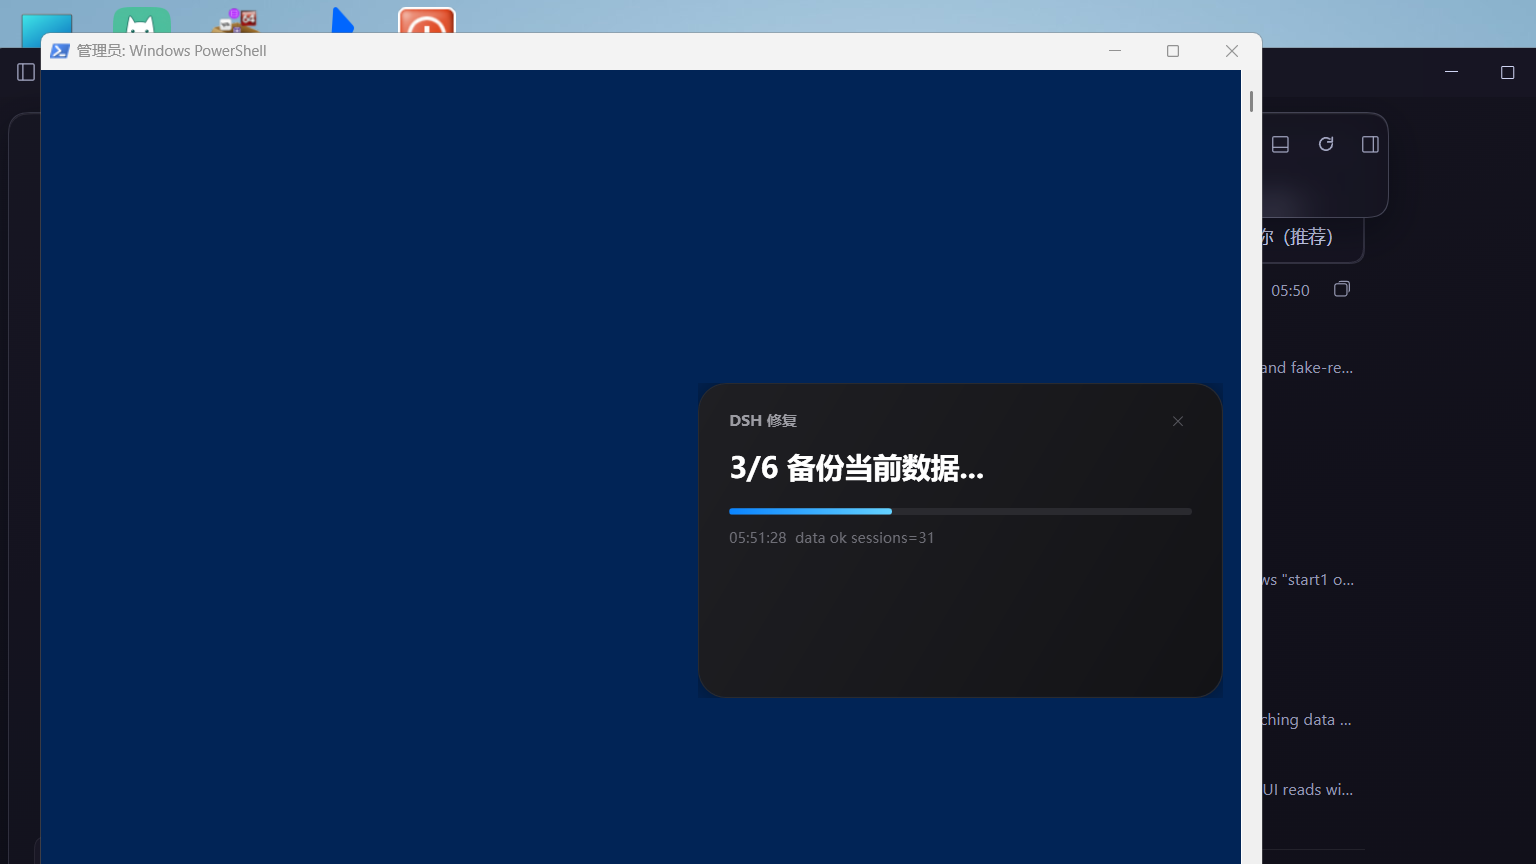 管理员: Windows PowerShell
你（推荐）
05:50
and fake-re...
DSH 修复
3/6 备份当前数据...
05:51:28 data ok sessions=31
ws "start1 o...
ching data ...
UI reads wi...